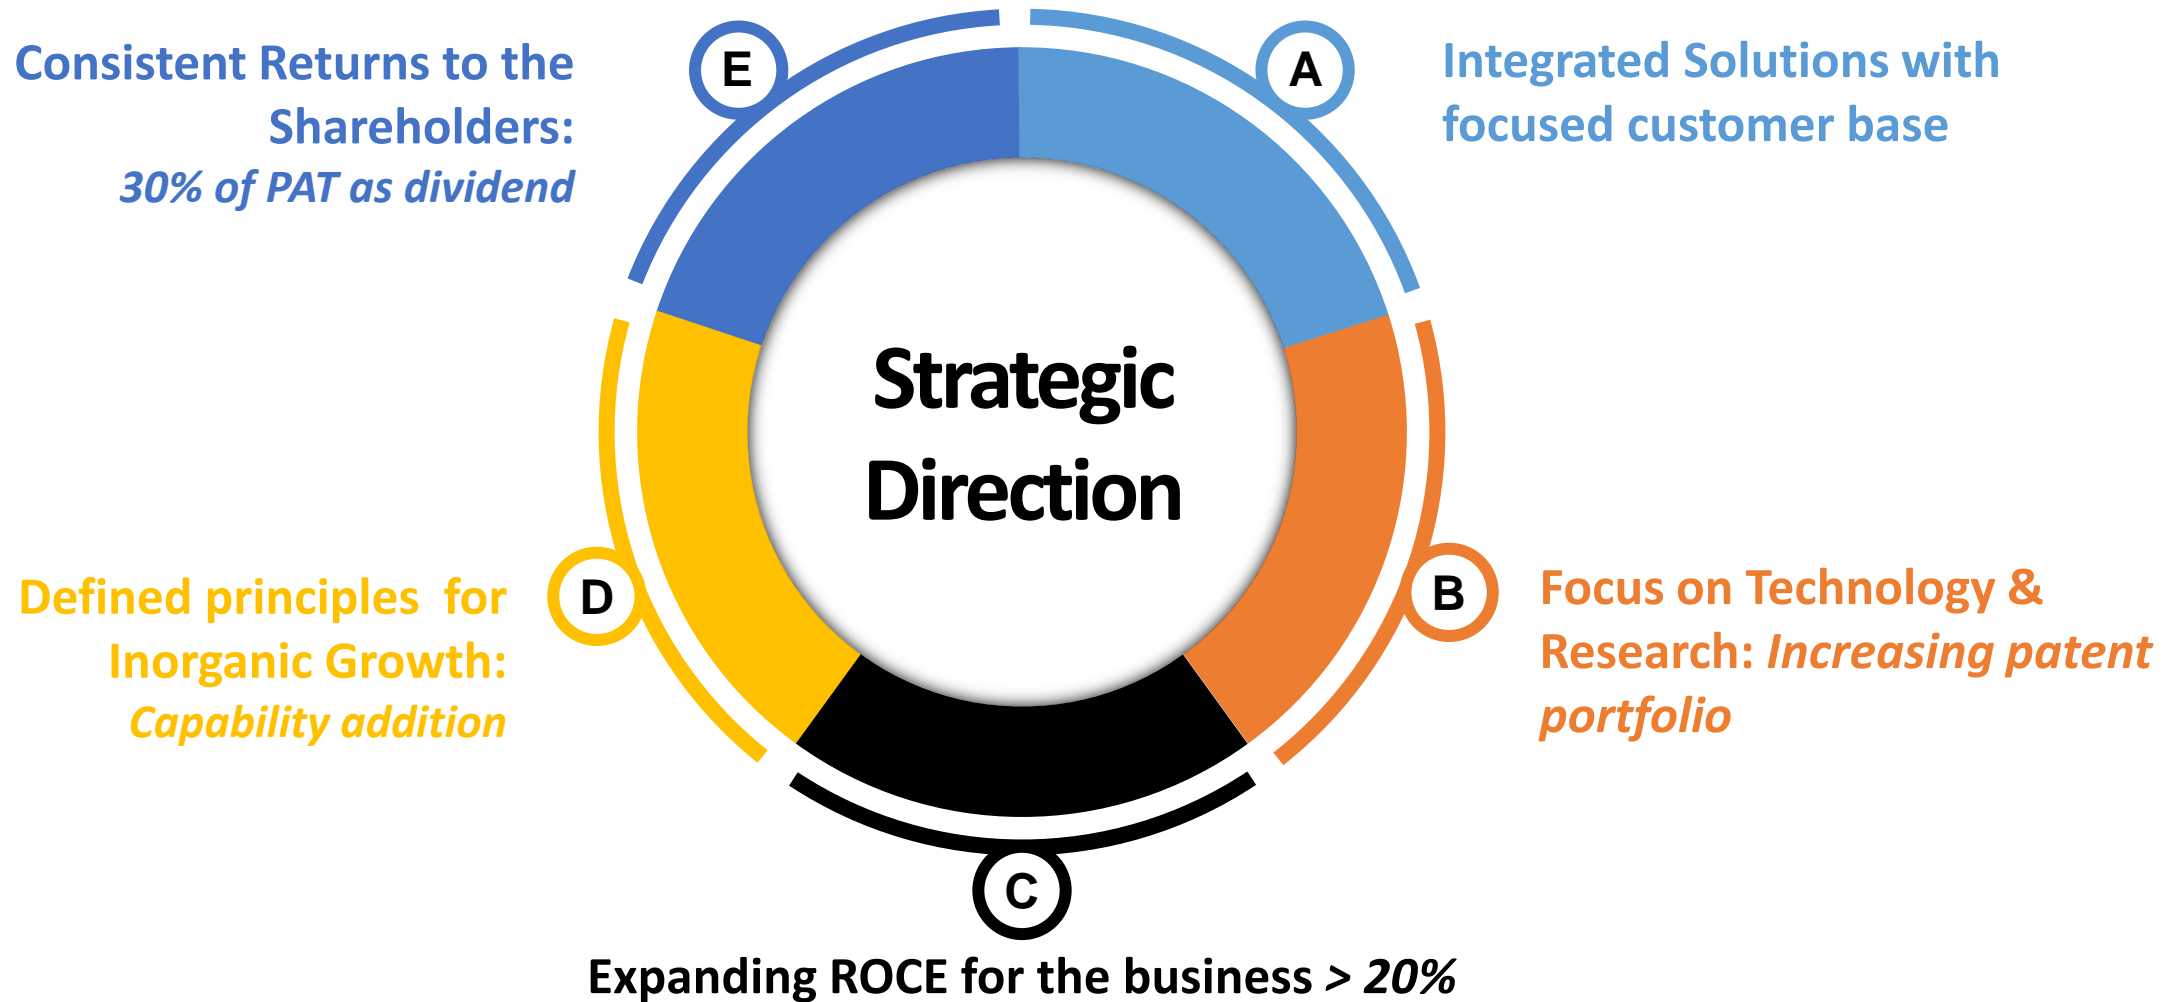 Consistent Returns to the
Shareholders:
30% of PAT as dividend
E
A
Integrated Solutions with
focused customer base
Strategic
Direction
Defined principles  for
Inorganic Growth:
Capability addition
D
B
Focus on Technology &
Research: Increasing patent
portfolio
C
Expanding ROCE for the business > 20%